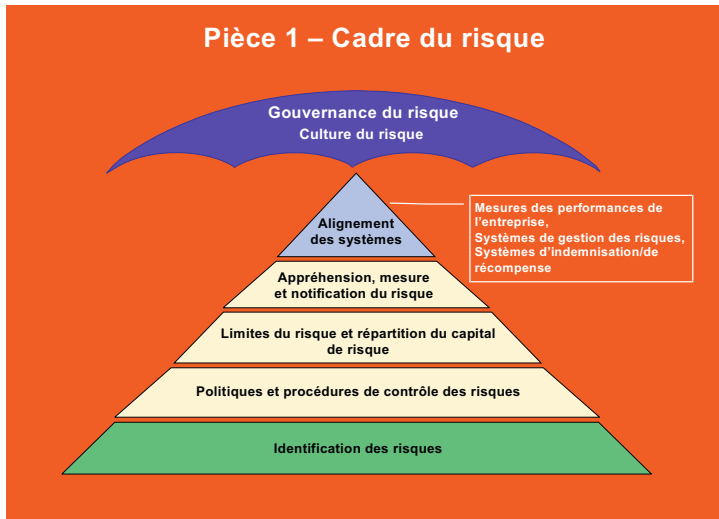 Pièce 1 – Cadre du risque
Gouvernance du risque
Culture du risque
Alignement
des systèmes
Mesures des performances de
l’entreprise,
Systèmes de gestion des risques,
Systèmes d’indemnisation/de
récompense
Appréhension, mesure
et notification du risque
Limites du risque et répartition du capital
de risque
Politiques et procédures de contrôle des risques
Identification des risques